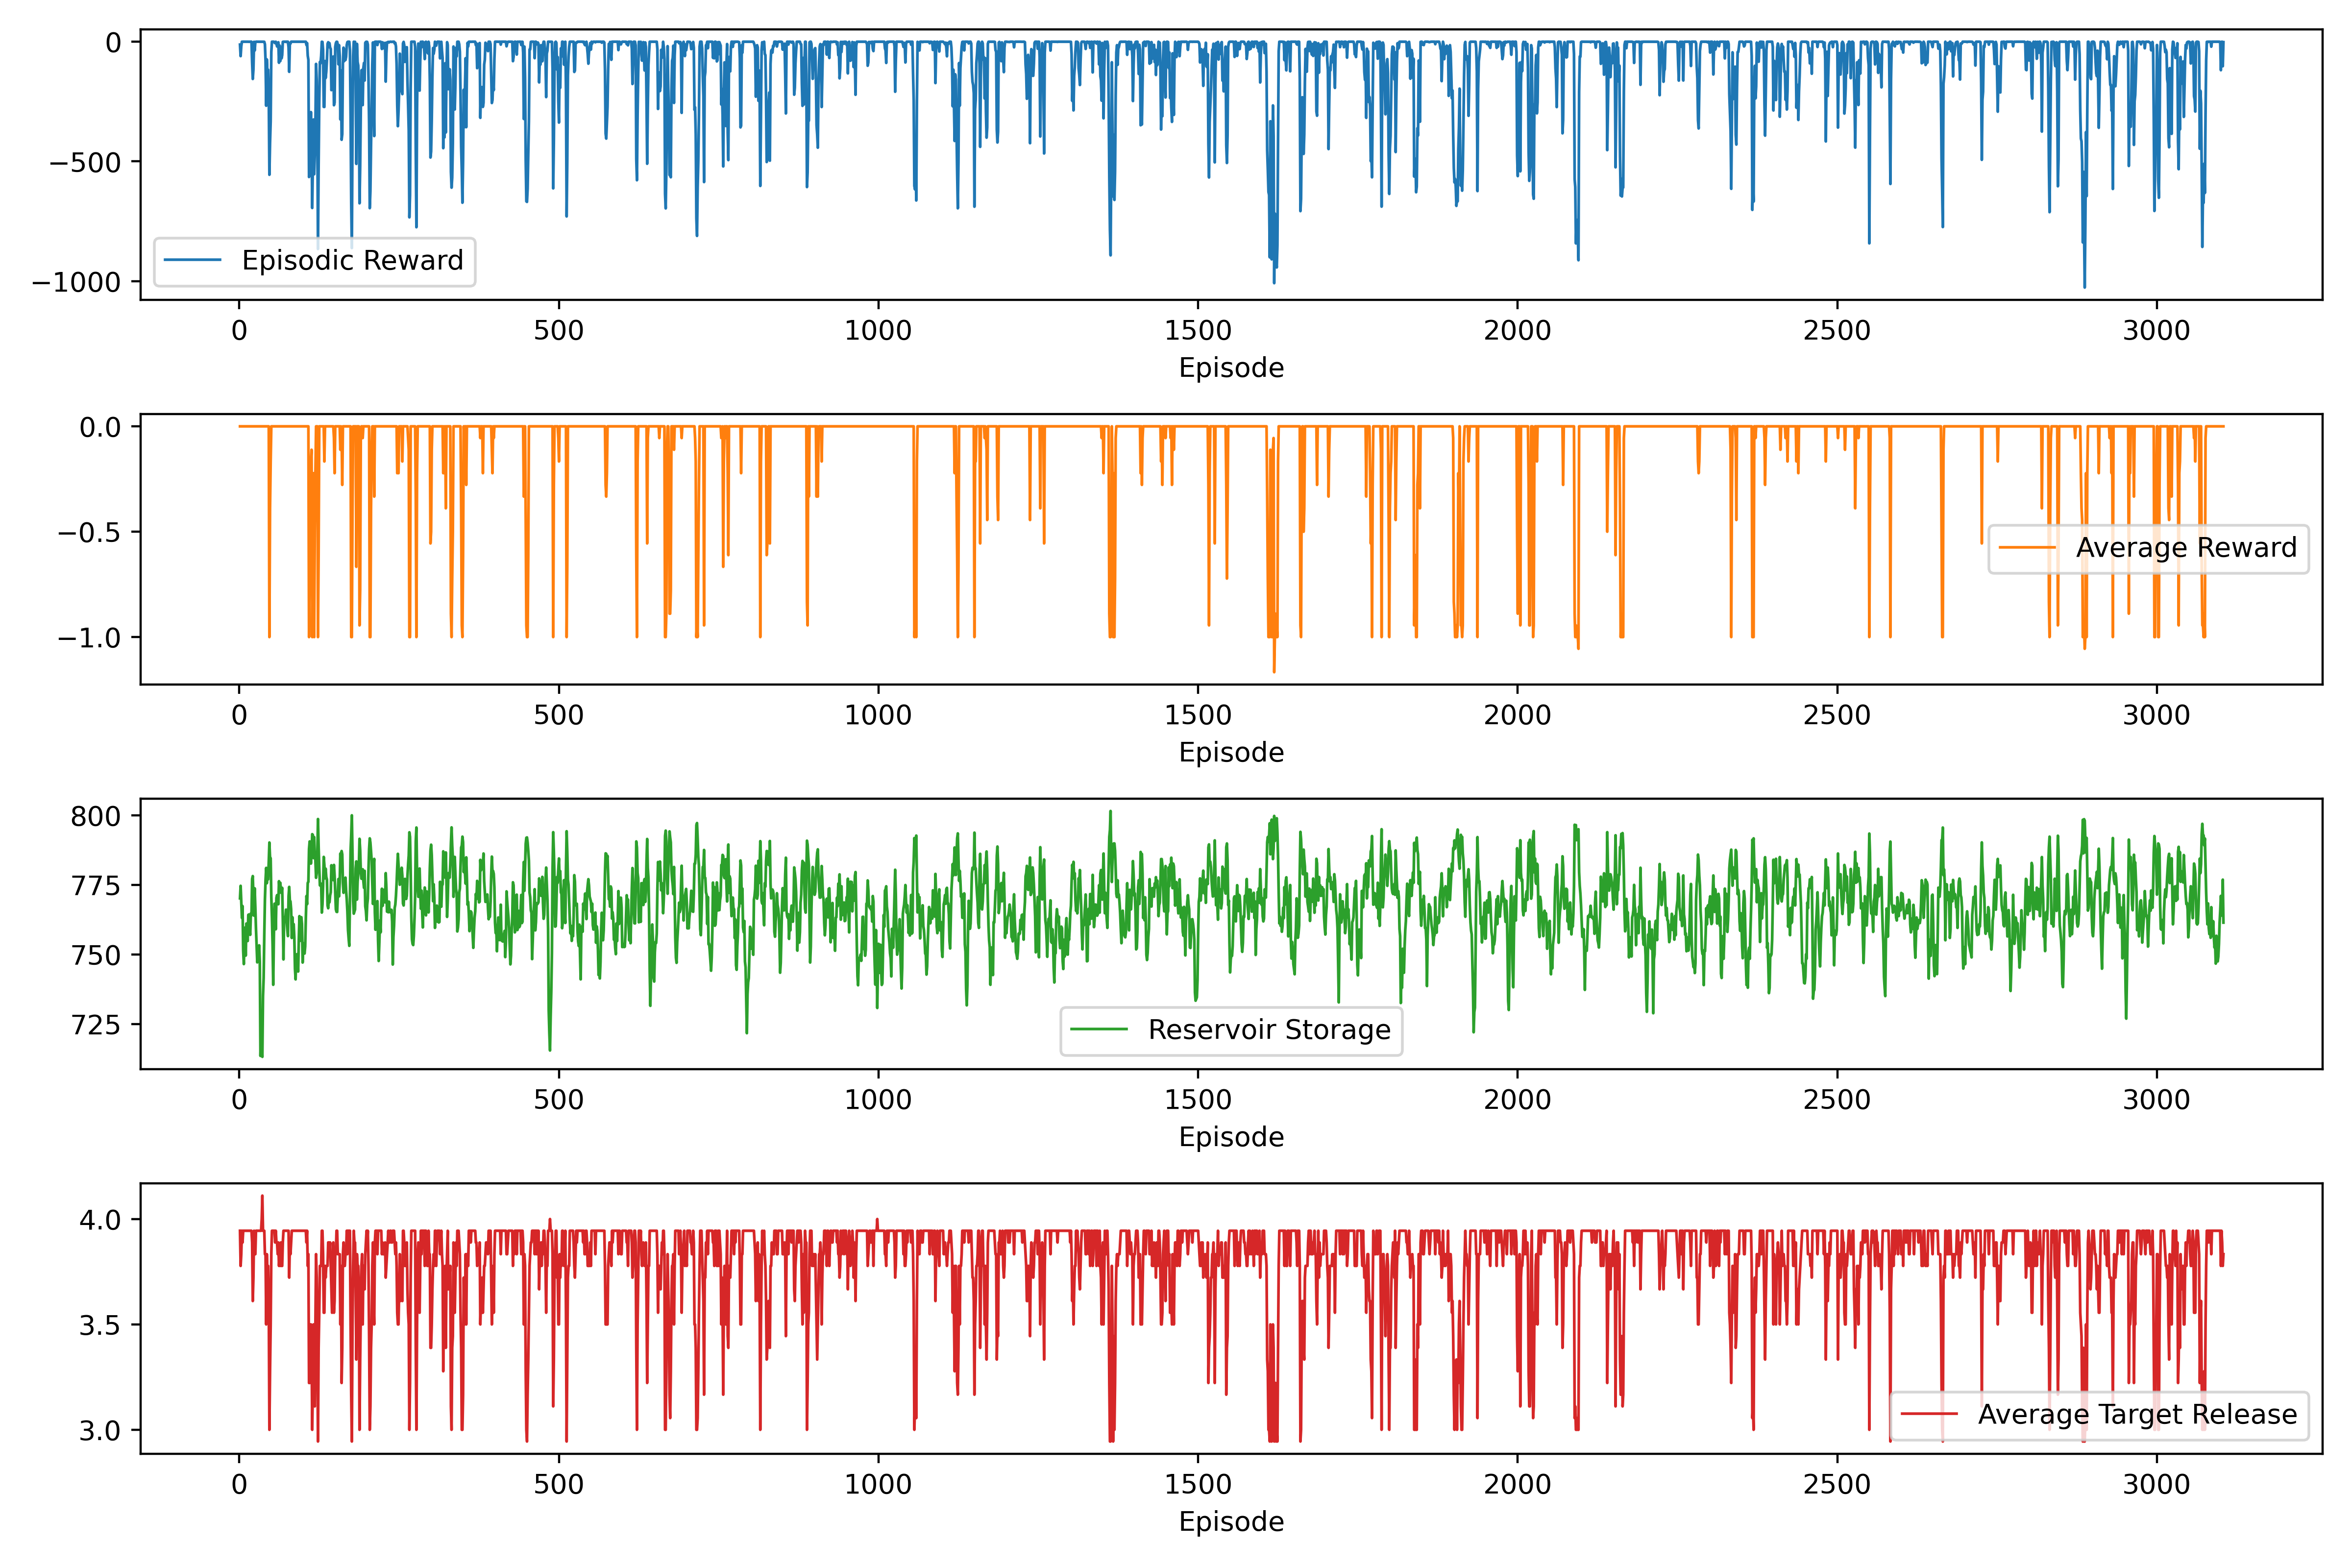 0
−500
−1000
Episodic Reward
0 500 1000 1500 2000 2500 3000
Episode
0.0
−0.5
−1.0
Average Reward
0 500 1000 1500 2000 2500 3000
Episode
800
775
750
725
Reservoir Storage
0 500 1000 1500 2000 2500 3000
Episode
4.0
3.5
3.0
Average Target Release
0 500 1000 1500 2000 2500 3000
Episode